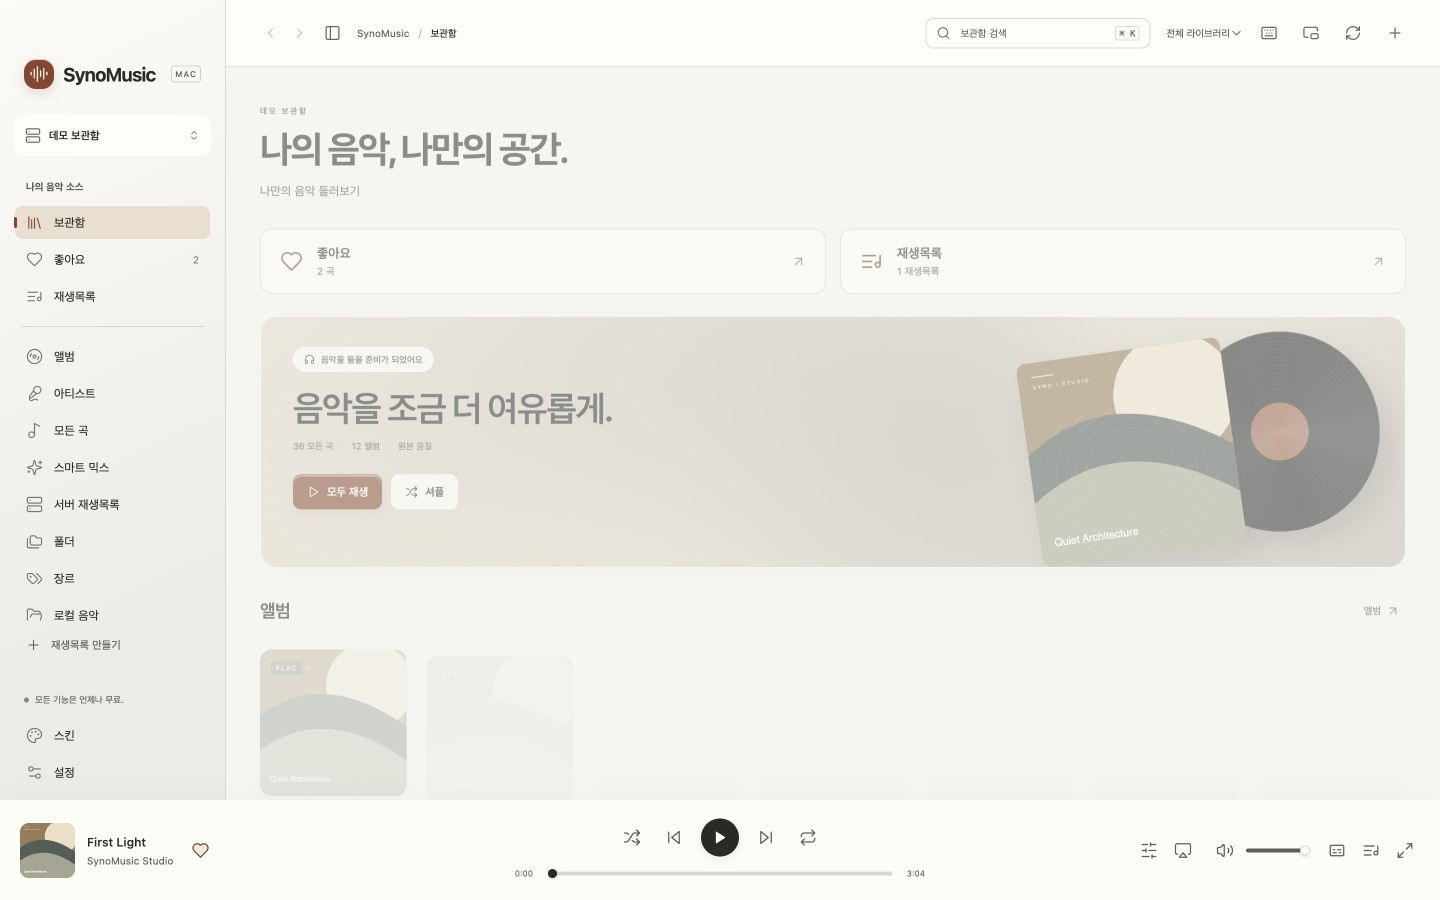 SynoMusic MAC
데모 보관함
나의 음악 소스
보관함
좋아요 2
재생목록
앨범
아티스트
모든 곡
스마트 믹스
서버 재생목록
폴더
장르
로컬 음악
재생목록 만들기
모든 기능은 언제나 무료.
스킨
설정
SynoMusic / 보관함
보관함 검색 ⌘ K
전체 라이브러리
데모 보관함
나의 음악, 나만의 공간.
나만의 음악 둘러보기
좋아요
2 곡
재생목록
1 재생목록
음악을 들을 준비가 되었어요
음악을 조금 더 여유롭게.
36 모든 곡 · 12 앨범 · 원본 음질
모두 재생
셔플
SYNO / STUDIO
Quiet Architecture
앨범
앨범
FLAC
Quiet Architecture
FLAC
First Light
SynoMusic Studio
0:00
3:04